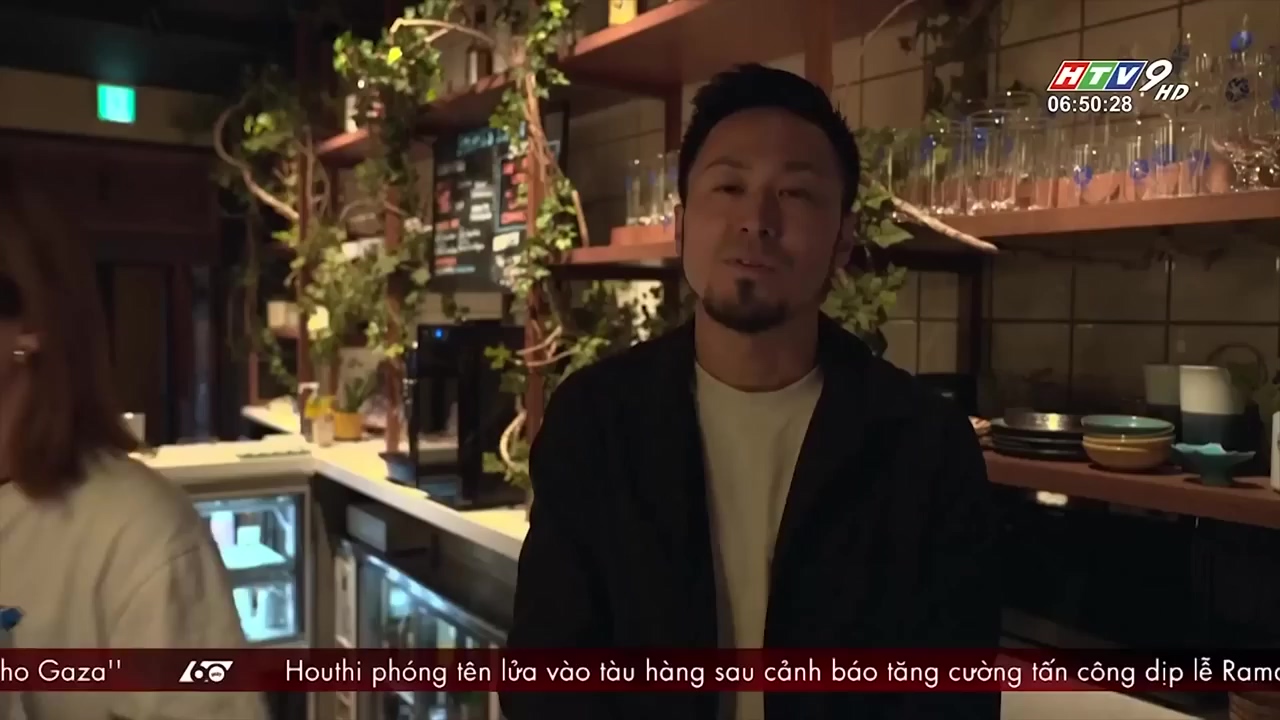 HTV9 HD
06:50:28
ho Gaza'' 60 Houthi phóng tên lửa vào tàu hàng sau cảnh báo tăng cường tấn công dịp lễ Rama